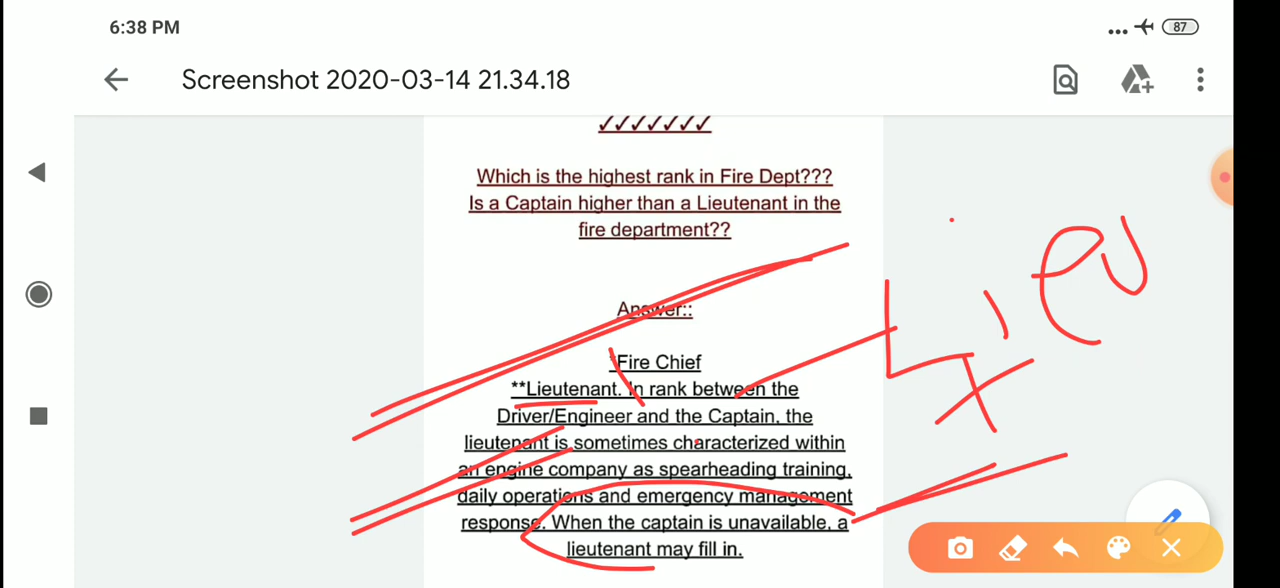 6:38 PM
87
Screenshot 2020-03-14 21.34.18
✓✓✓✓✓✓✓
Which is the highest rank in Fire Dept???
Is a Captain higher than a Lieutenant in the
fire department??
Answer::
*Fire Chief
**Lieutenant. In rank between the
Driver/Engineer and the Captain, the
lieutenant is sometimes characterized within
an engine company as spearheading training,
daily operations and emergency management
response. When the captain is unavailable, a
lieutenant may fill in.